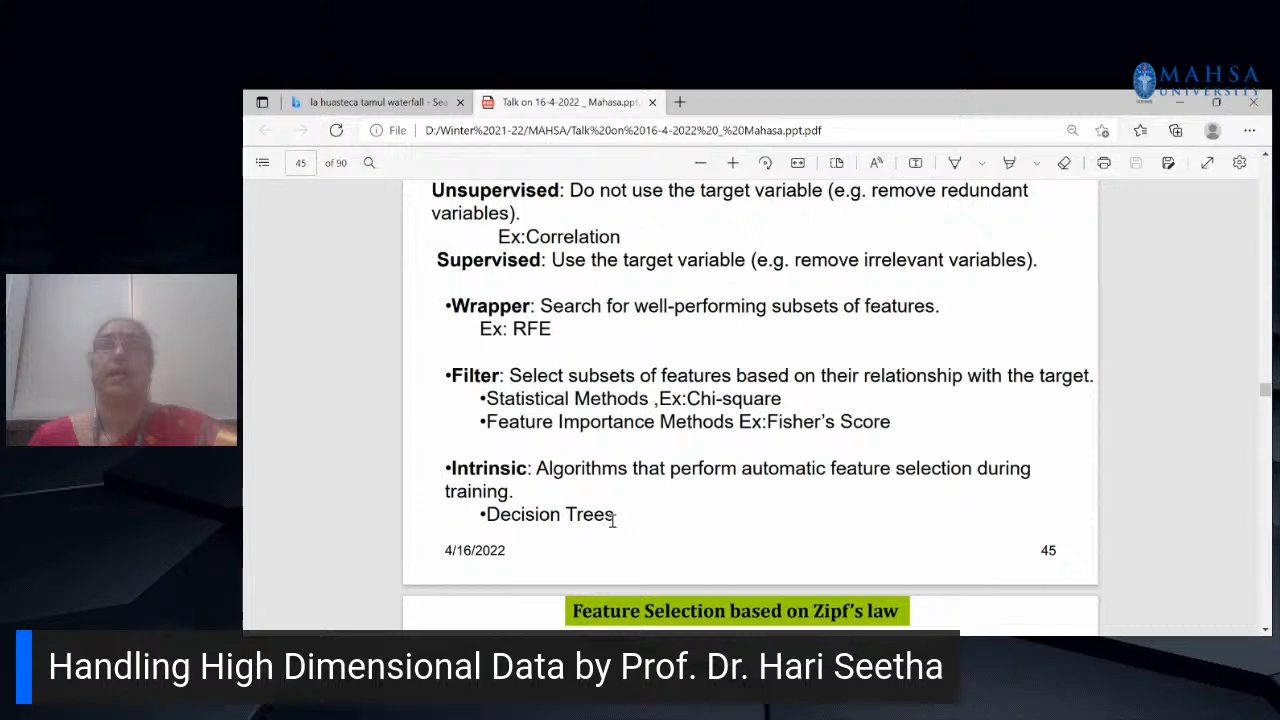 MAHSA
UNIVERSITY
la huasteca tamul waterfall - Sea
Talk on 16-4-2022 _ Mahasa.ppt.
File
D:/Winter%2021-22/MAHSA/Talk%20on%2016-4-2022%20_%20Mahasa.ppt.pdf
45
of 90
Unsupervised: Do not use the target variable (e.g. remove redundant
variables).
Ex:Correlation
Supervised: Use the target variable (e.g. remove irrelevant variables).
•Wrapper: Search for well-performing subsets of features.
Ex: RFE
•Filter: Select subsets of features based on their relationship with the target.
•Statistical Methods ,Ex:Chi-square
•Feature Importance Methods Ex:Fisher's Score
•Intrinsic: Algorithms that perform automatic feature selection during
training.
•Decision Trees
4/16/2022
45
Feature Selection based on Zipf's law
Handling High Dimensional Data by Prof. Dr. Hari Seetha